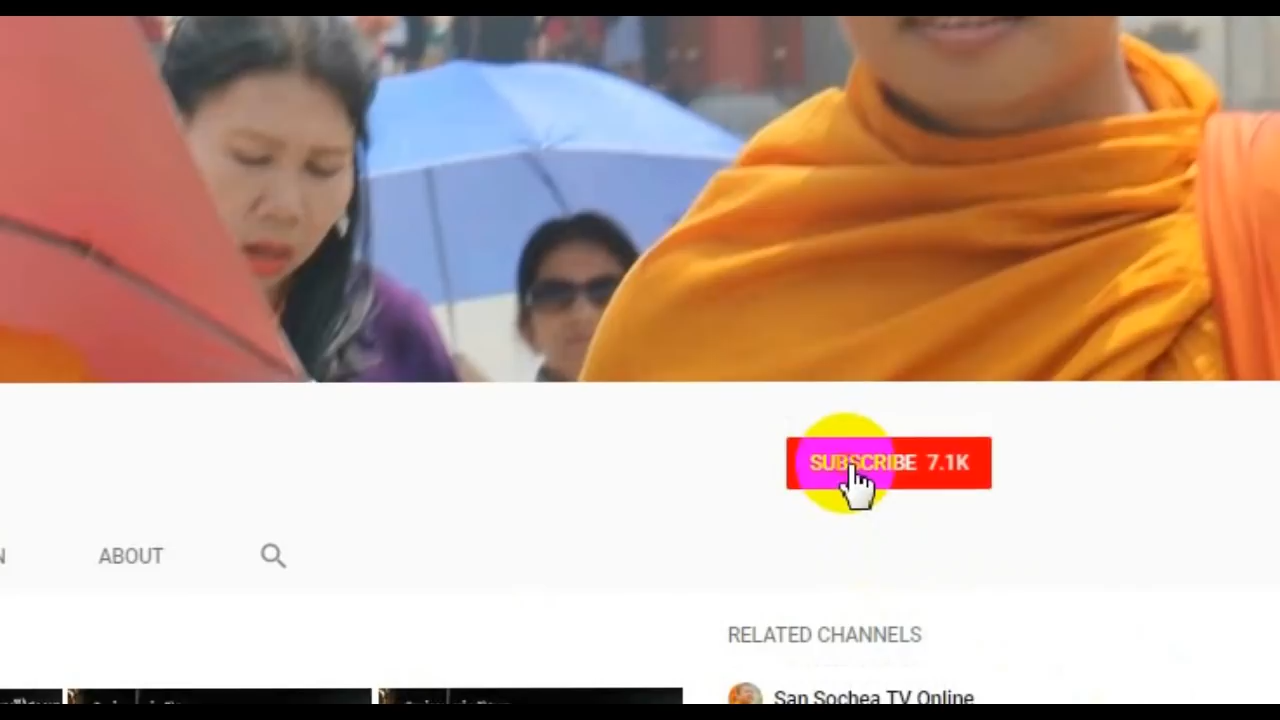 SUBSCRIBE 7.1K
ABOUT
RELATED CHANNELS
San Sochea TV Online